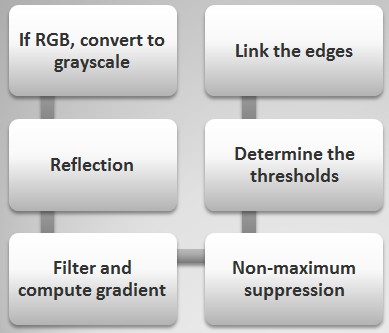 If RGB, convert to
grayscale
Reflection
Filter and
compute gradient
Non-maximum
suppression
Determine the
thresholds
Link the edges